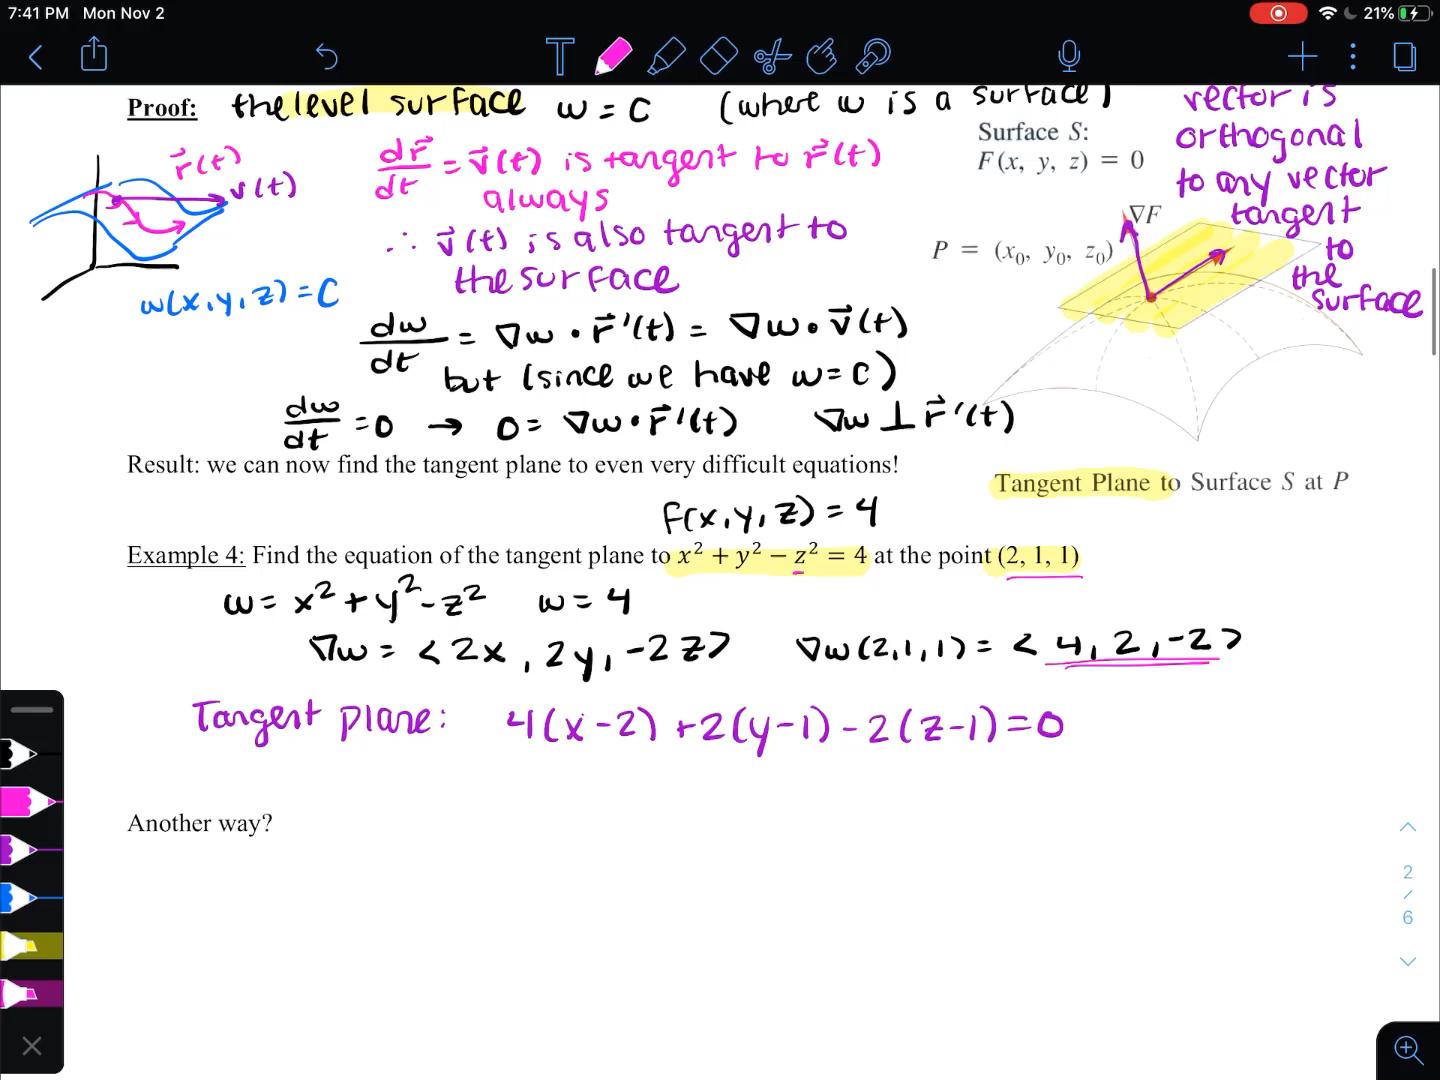 7:41 PM Mon Nov 2
21%
Proof: the level surface w = c (where w is a surface)
vector is
orthogonal
to any vector
tangent
to
the
surface
Surface S:
F(x, y, z) = 0
∇F
P = (x₀, y₀, z₀)
r⃗(t)
v(t)
w(x,y,z) = C
dr⃗/dt = v⃗(t) is tangent to r⃗(t)
always
∴ v⃗(t) is also tangent to
the surface
dw/dt = ∇w • r⃗'(t) = ∇w • v⃗(t)
but (since we have w = c)
dw/dt = 0 → 0 = ∇w • r⃗'(t) ∇w ⊥ r⃗'(t)
Result: we can now find the tangent plane to even very difficult equations!
Tangent Plane to Surface S at P
F(x,y,z) = 4
Example 4: Find the equation of the tangent plane to x² + y² − z² = 4 at the point (2, 1, 1)
w = x² + y² - z² w = 4
∇w = <2x, 2y, -2z> ∇w(2,1,1) = <4, 2, -2>
Tangent plane: 4(x-2) + 2(y-1) - 2(z-1) = 0
Another way?
2
/
6